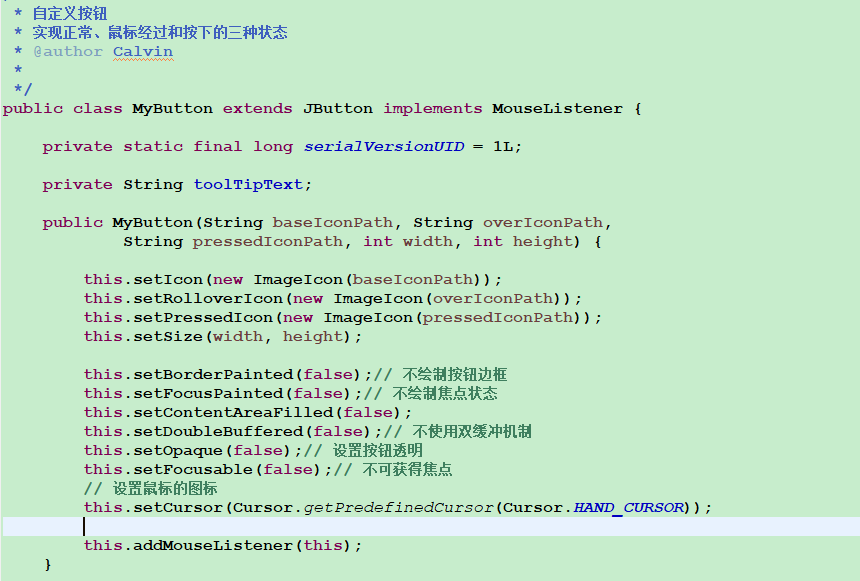 * 自定义按钮
* 实现正常、鼠标经过和按下的三种状态
* @author Calvin
*
*/
public class MyButton extends JButton implements MouseListener {
private static final long serialVersionUID = 1L;
private String toolTipText;
public MyButton(String baseIconPath, String overIconPath,
String pressedIconPath, int width, int height) {
this.setIcon(new ImageIcon(baseIconPath));
this.setRolloverIcon(new ImageIcon(overIconPath));
this.setPressedIcon(new ImageIcon(pressedIconPath));
this.setSize(width, height);
this.setBorderPainted(false);// 不绘制按钮边框
this.setFocusPainted(false);// 不绘制焦点状态
this.setContentAreaFilled(false);
this.setDoubleBuffered(false);// 不使用双缓冲机制
this.setOpaque(false);// 设置按钮透明
this.setFocusable(false);// 不可获得焦点
// 设置鼠标的图标
this.setCursor(Cursor.getPredefinedCursor(Cursor.HAND_CURSOR));
this.addMouseListener(this);
}